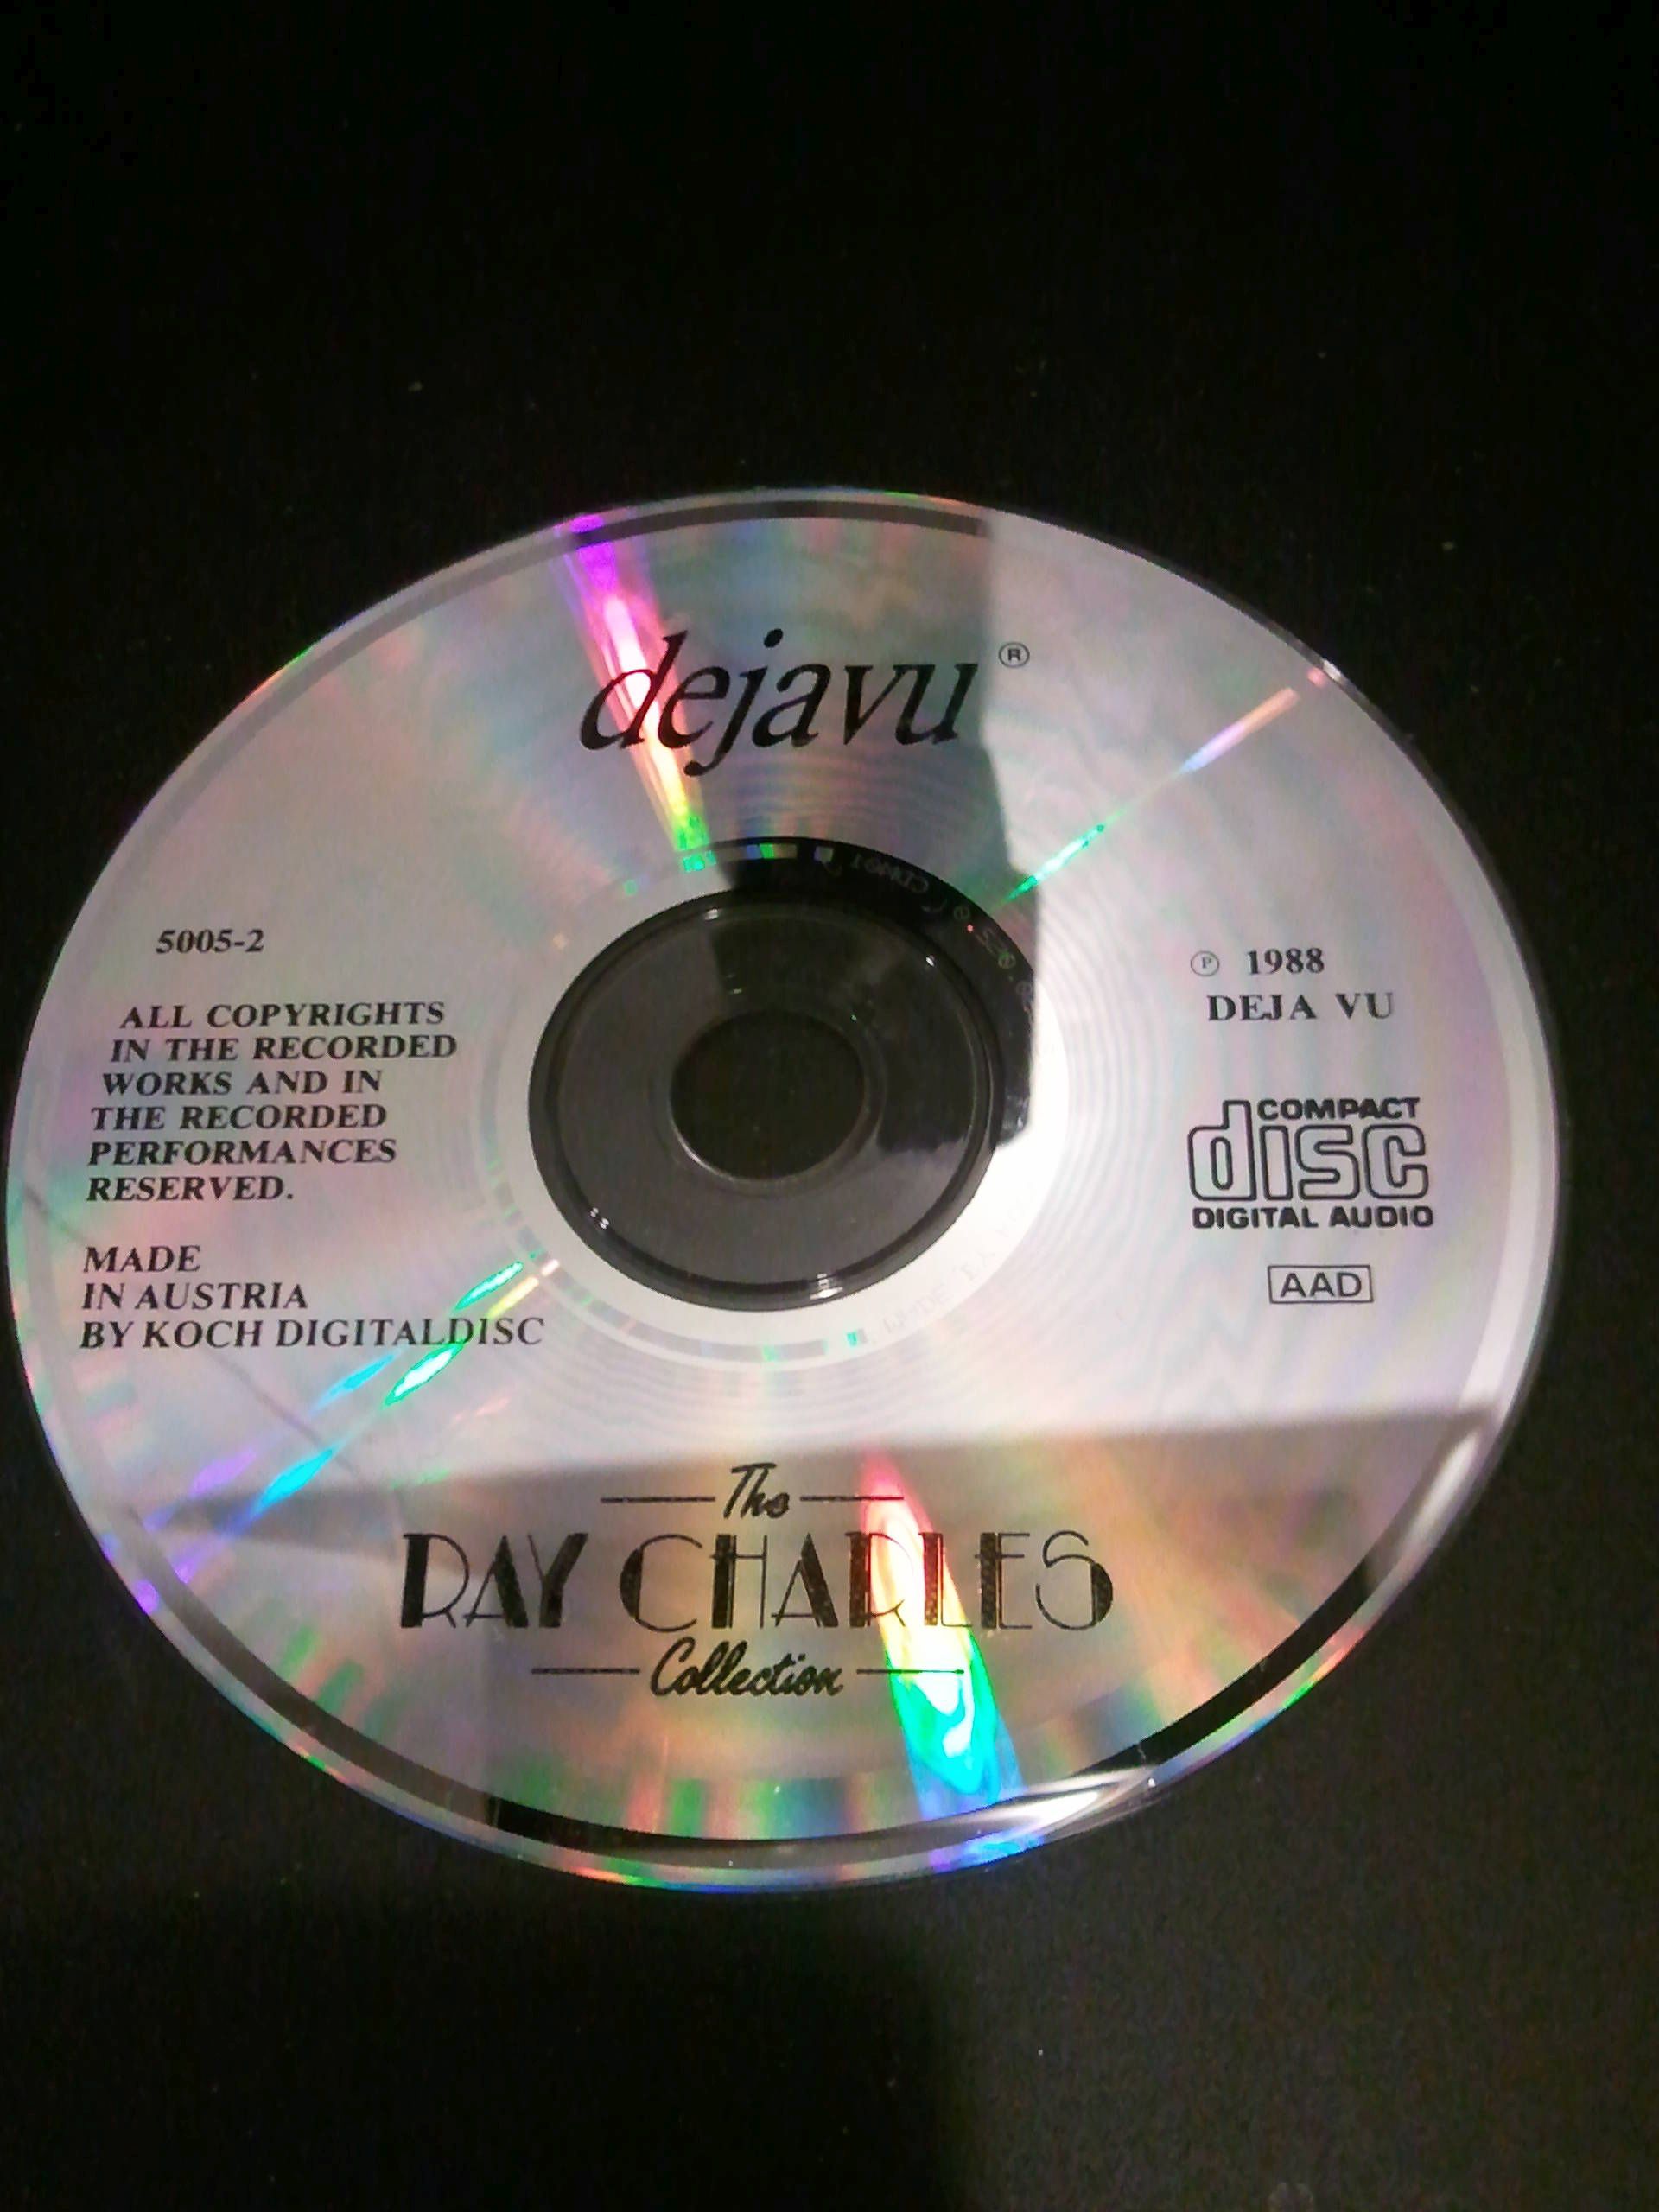 dejavu ®
5005-2
ALL COPYRIGHTS
IN THE RECORDED
WORKS AND IN
THE RECORDED
PERFORMANCES
RESERVED.
MADE
IN AUSTRIA
BY KOCH DIGITALDISC
℗ 1988
DEJA VU
COMPACT
disc
DIGITAL AUDIO
AAD
The
RAY CHARLES
Collection